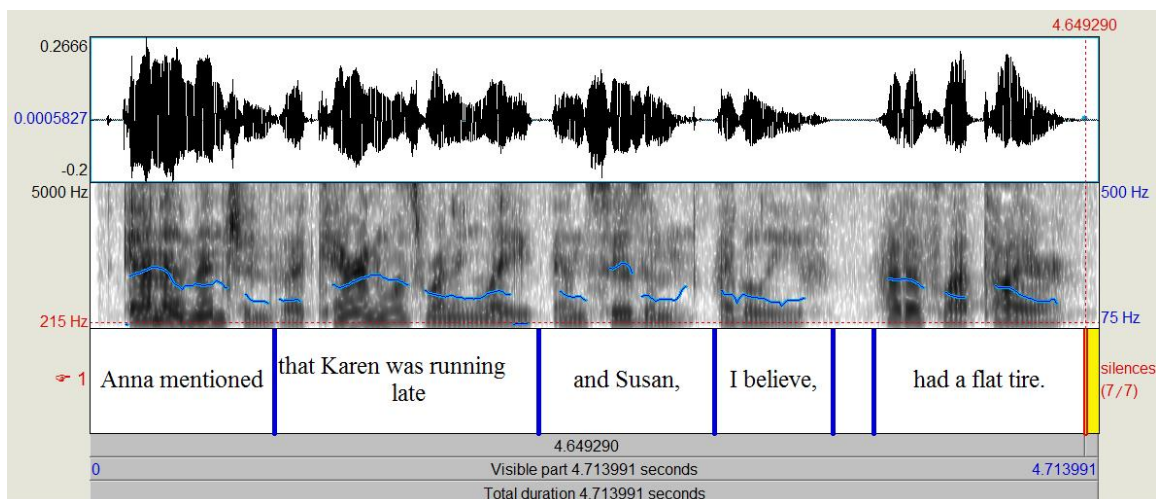 4.649290
0.2666
0.0005827
-0.2
5000 Hz
500 Hz
215 Hz
75 Hz
1
Anna mentioned
that Karen was running
late
and Susan,
I believe,
had a flat tire.
silences
(7/7)
4.649290
0
Visible part 4.713991 seconds
4.713991
Total duration 4.713991 seconds